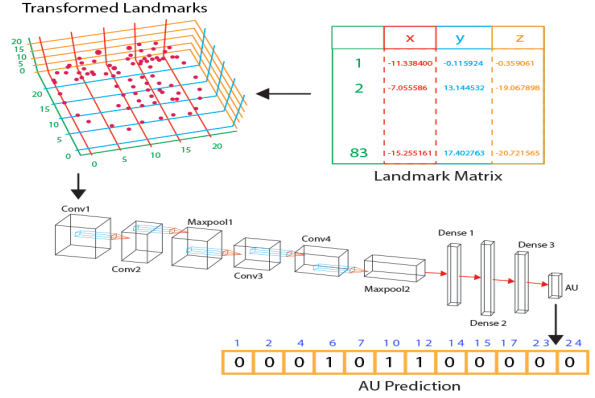 Transformed Landmarks
20
15
10
5
0
20
15
10
5
0
0
5
10
15
20
x y z
1 -11.338400 -0.115924 -0.359061
2 -7.055586 13.144532 -19.067898
83 -15.255161 17.402763 -20.721565
Landmark Matrix
Conv1
Conv2
Maxpool1
Conv3
Conv4
Maxpool2
Dense 1
Dense 2
Dense 3
AU
1 2 4 6 7 10 12 14 15 17 23 24
0 0 0 1 0 1 1 0 0 0 0 0
AU Prediction